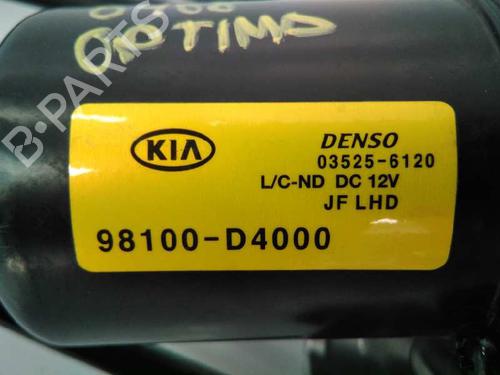 OPTIMA
KIA
DENSO
03525-6120
L/C-ND DC 12V
JF LHD
98100-D4000
B-PARTS